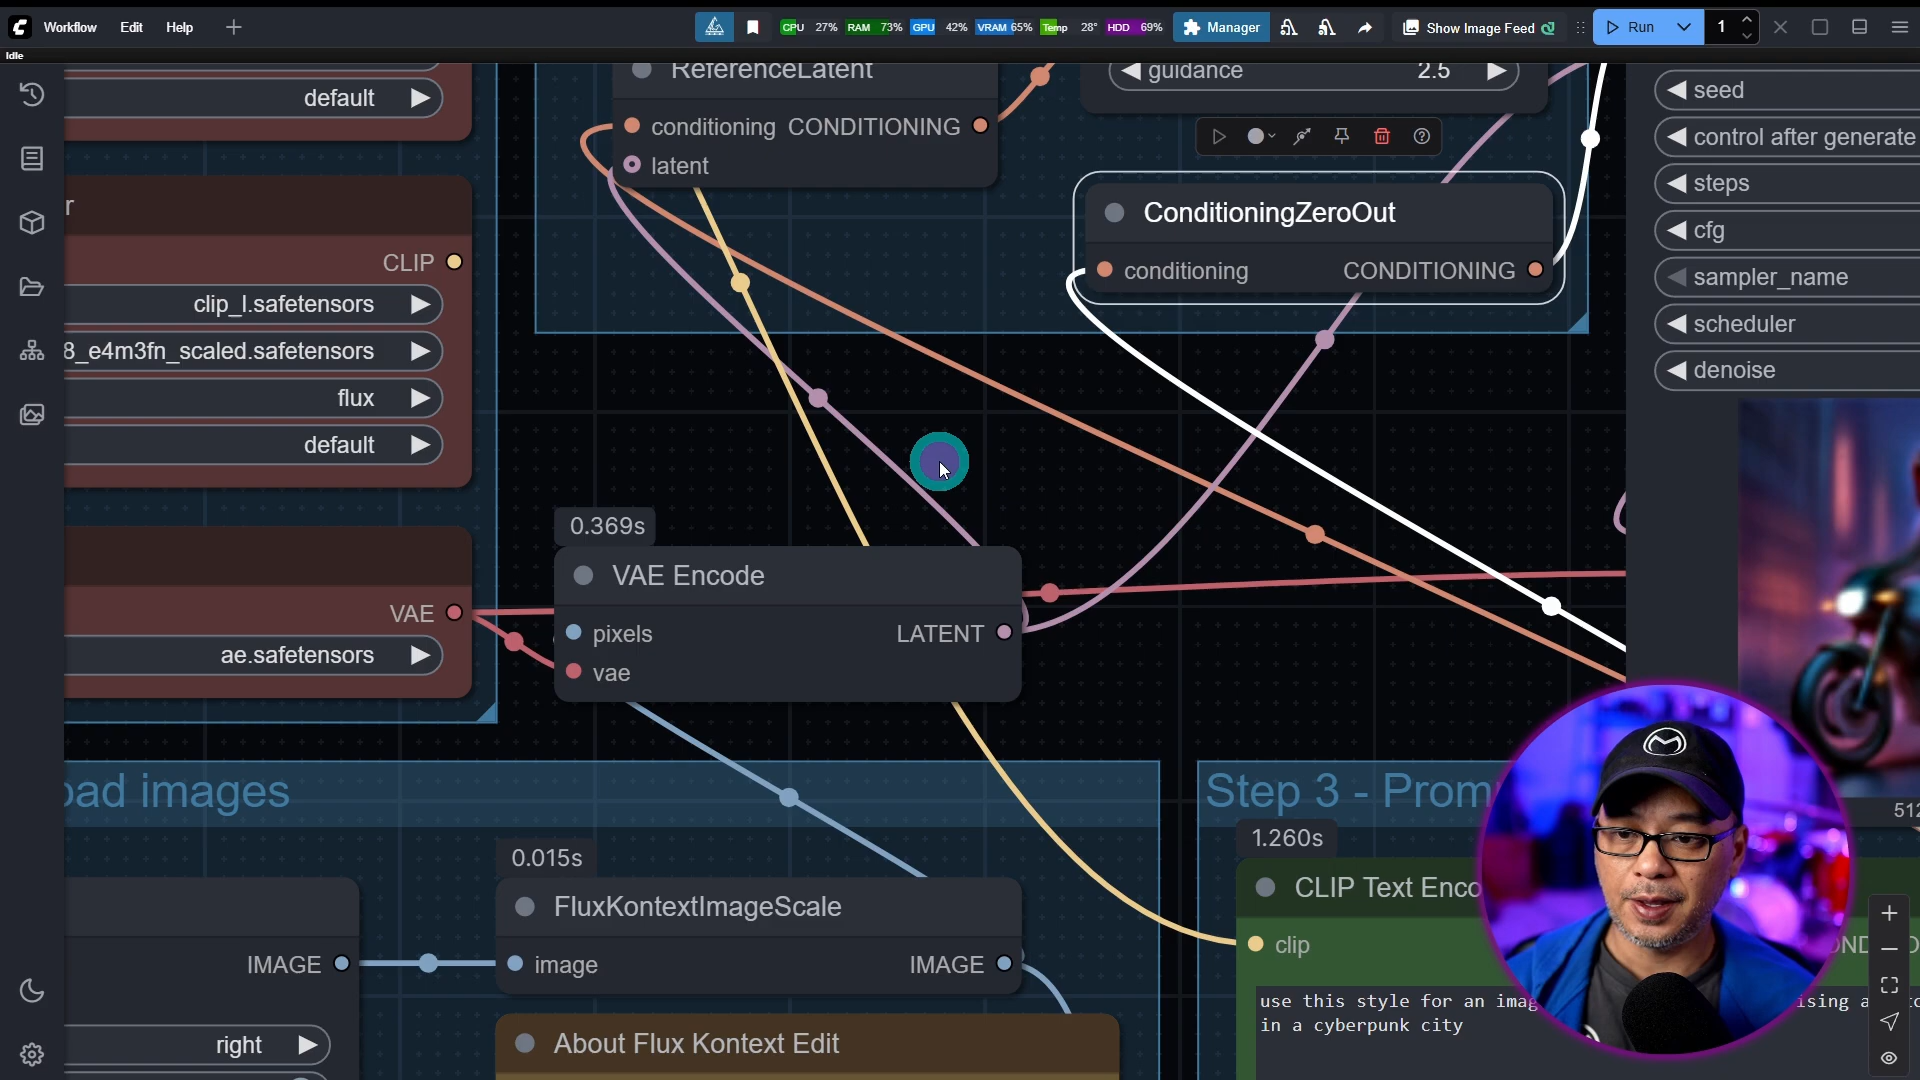 Workflow Edit Help
CPU 27% RAM 73% GPU 42% VRAM 65% Temp 28° HDD 69%
Manager
Show Image Feed
Run
1
Idle
ReferenceLatent
conditioning CONDITIONING
latent
guidance 2.5
ConditioningZeroOut
conditioning CONDITIONING
seed
control after generate
steps
cfg
sampler_name
scheduler
denoise
default
r
CLIP
clip_l.safetensors
8_e4m3fn_scaled.safetensors
flux
default
VAE
ae.safetensors
0.369s
VAE Encode
pixels LATENT
vae
oad images
0.015s
FluxKontextImageScale
image IMAGE
IMAGE
About Flux Kontext Edit
right
Step 3 - Prom
1.260s
CLIP Text Enco
clip
use this style for an imag
ising a
in a cyberpunk city
512